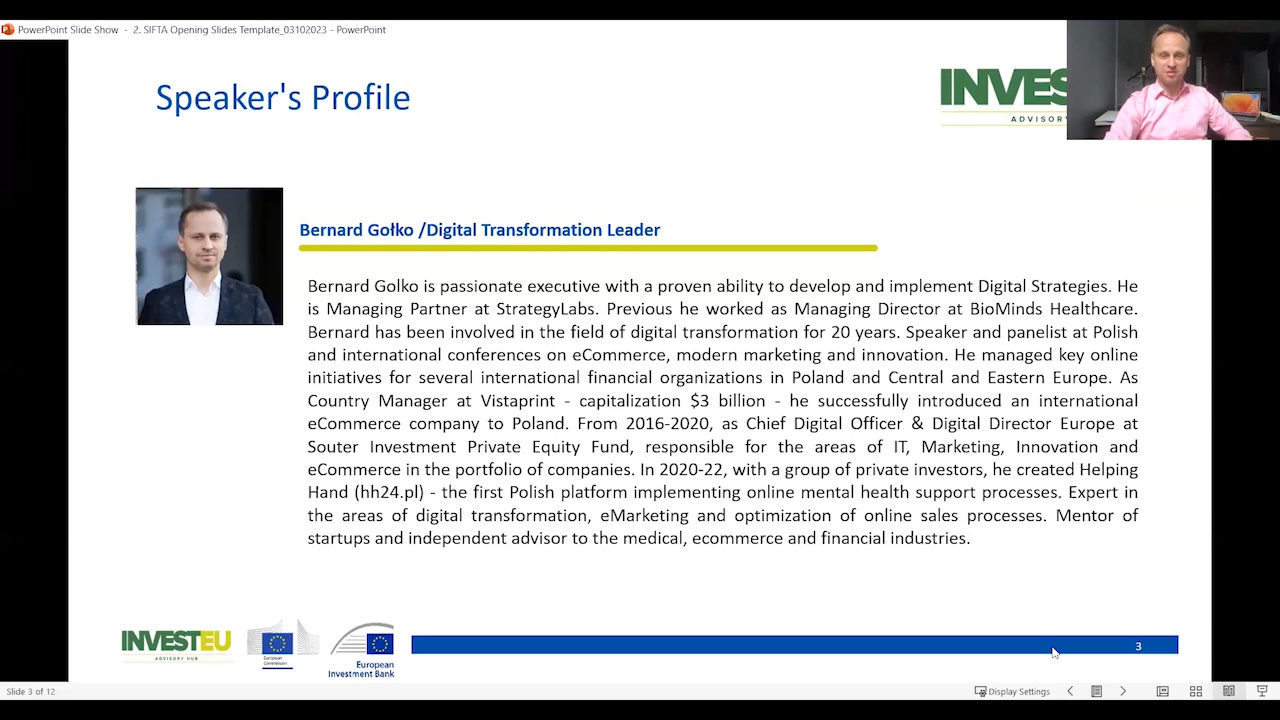 PowerPoint Slide Show - 2. SIFTA Opening Slides Template_03102023 - PowerPoint
Speaker's Profile
INVES
ADVISORY
Bernard Gołko /Digital Transformation Leader
Bernard Golko is passionate executive with a proven ability to develop and implement Digital Strategies. He
is Managing Partner at StrategyLabs. Previous he worked as Managing Director at BioMinds Healthcare.
Bernard has been involved in the field of digital transformation for 20 years. Speaker and panelist at Polish
and international conferences on eCommerce, modern marketing and innovation. He managed key online
initiatives for several international financial organizations in Poland and Central and Eastern Europe. As
Country Manager at Vistaprint - capitalization $3 billion - he successfully introduced an international
eCommerce company to Poland. From 2016-2020, as Chief Digital Officer & Digital Director Europe at
Souter Investment Private Equity Fund, responsible for the areas of IT, Marketing, Innovation and
eCommerce in the portfolio of companies. In 2020-22, with a group of private investors, he created Helping
Hand (hh24.pl) - the first Polish platform implementing online mental health support processes. Expert in
the areas of digital transformation, eMarketing and optimization of online sales processes. Mentor of
startups and independent advisor to the medical, ecommerce and financial industries.
INVESTEU
ADVISORY HUB
European
Commission
European
Investment Bank
3
Slide 3 of 12
Display Settings